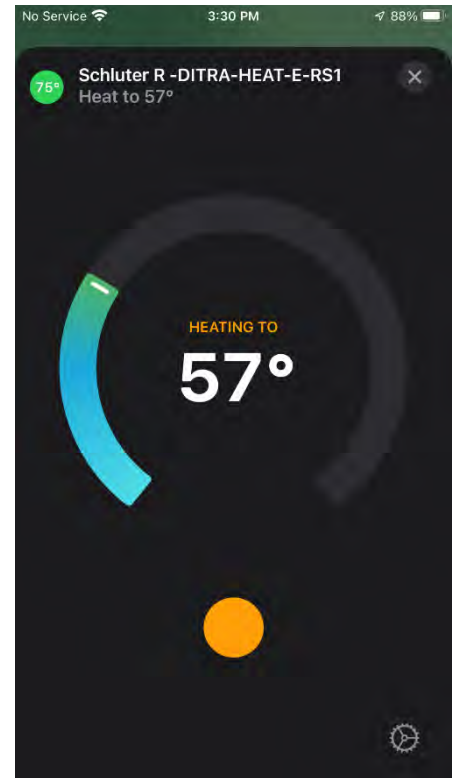 No Service 3:30 PM 88%
75°
Schluter R -DITRA-HEAT-E-RS1
Heat to 57°
HEATING TO
57°